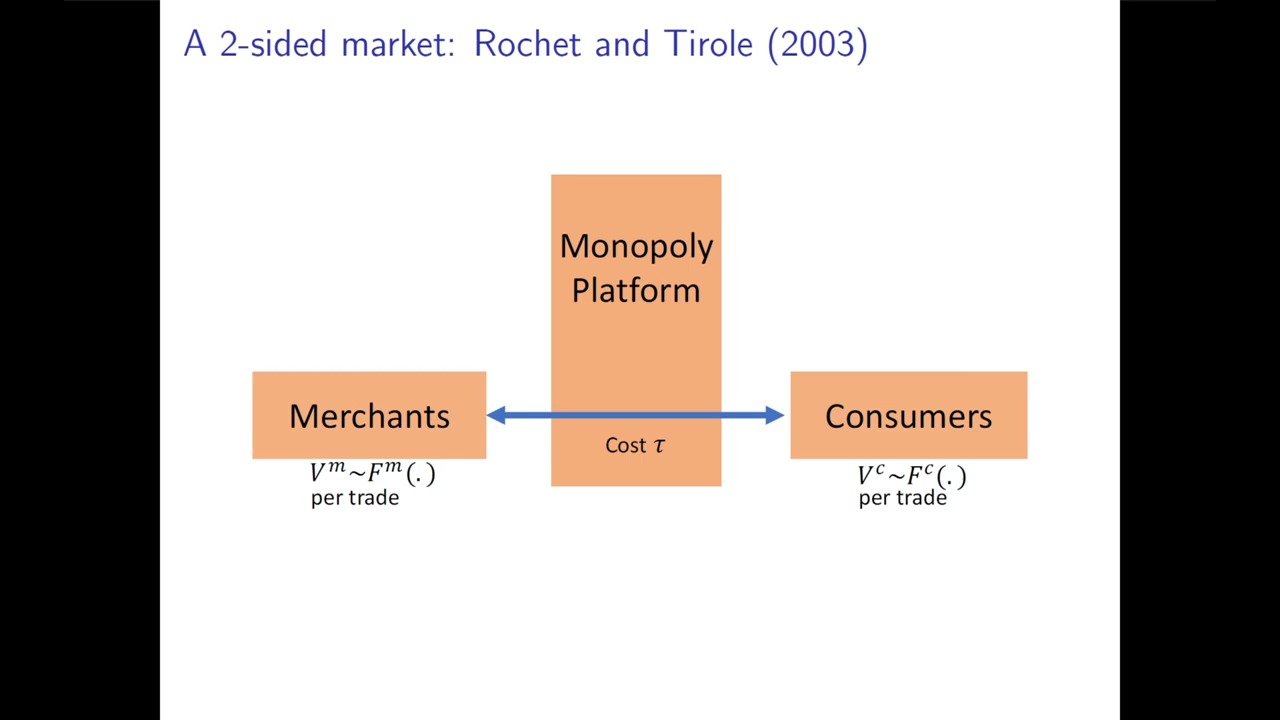 A 2-sided market: Rochet and Tirole (2003)
Monopoly
Platform
Merchants
Consumers
Cost τ
V^m~F^m(.)
per trade
V^c~F^c(.)
per trade